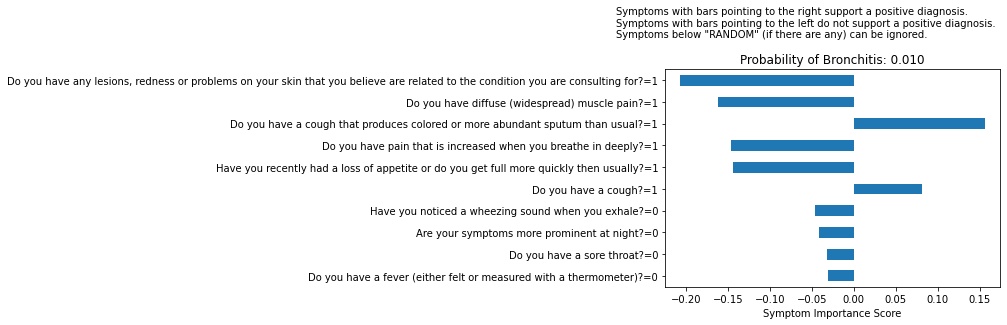 Symptoms with bars pointing to the right support a positive diagnosis.
Symptoms with bars pointing to the left do not support a positive diagnosis.
Symptoms below "RANDOM" (if there are any) can be ignored.
Probability of Bronchitis: 0.010
Do you have any lesions, redness or problems on your skin that you believe are related to the condition you are consulting for?=1
Do you have diffuse (widespread) muscle pain?=1
Do you have a cough that produces colored or more abundant sputum than usual?=1
Do you have pain that is increased when you breathe in deeply?=1
Have you recently had a loss of appetite or do you get full more quickly then usually?=1
Do you have a cough?=1
Have you noticed a wheezing sound when you exhale?=0
Are your symptoms more prominent at night?=0
Do you have a sore throat?=0
Do you have a fever (either felt or measured with a thermometer)?=0
−0.20 −0.15 −0.10 −0.05 0.00 0.05 0.10 0.15
Symptom Importance Score